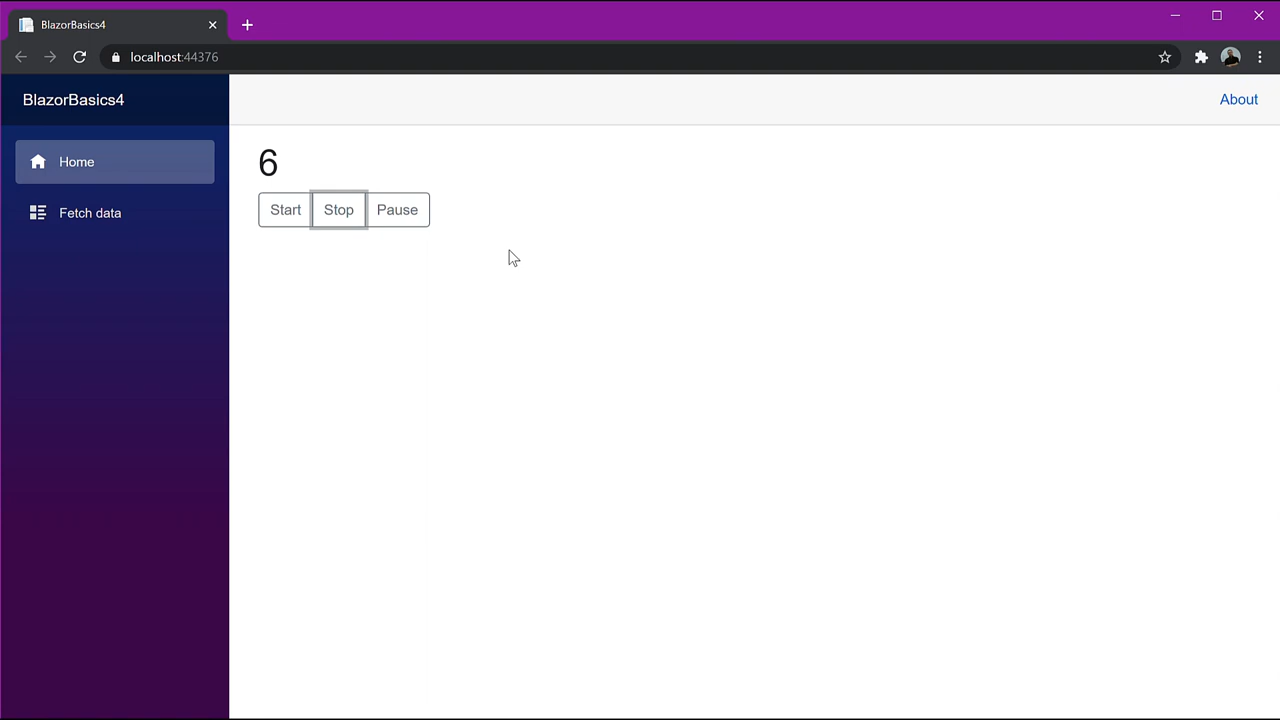 BlazorBasics4
localhost:44376
BlazorBasics4
About
Home
Fetch data
6
Start Stop Pause